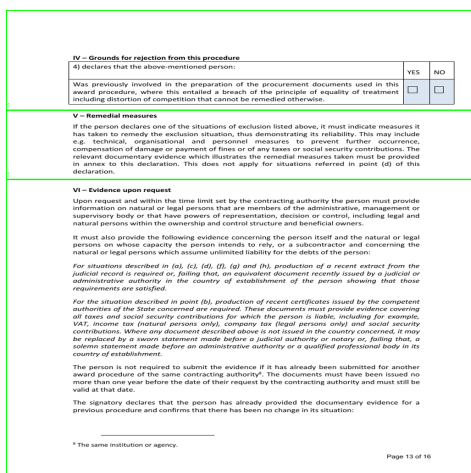 IV – Grounds for rejection from this procedure
4) declares that the above-mentioned person:
YES NO
Was previously involved in the preparation of the procurement documents used in this
award procedure, where this entailed a breach of the principle of equality of treatment
including distortion of competition that cannot be remedied otherwise.
V – Remedial measures
If the person declares one of the situations of exclusion listed above, it must indicate measures it
has taken to remedy the exclusion situation, thus demonstrating its reliability. This may include
e.g. technical, organisational and personnel measures to prevent further occurrence,
compensation of damage or payment of fines or of any taxes or social security contributions. The
relevant documentary evidence which illustrates the remedial measures taken must be provided
in annex to this declaration. This does not apply for situations referred in point (d) of this
declaration.
VI – Evidence upon request
Upon request and within the time limit set by the contracting authority the person must provide
information on natural or legal persons that are members of the administrative, management or
supervisory body or that have powers of representation, decision or control, including legal and
natural persons within the ownership and control structure and beneficial owners.
It must also provide the following evidence concerning the person itself and the natural or legal
persons on whose capacity the person intends to rely, or a subcontractor and concerning the
natural or legal persons which assume unlimited liability for the debts of the person:
For situations described in (a), (c), (d), (f), (g) and (h), production of a recent extract from the
judicial record is required or, failing that, an equivalent document recently issued by a judicial or
administrative authority in the country of establishment of the person showing that those
requirements are satisfied.
For the situation described in point (b), production of recent certificates issued by the competent
authorities of the State concerned are required. These documents must provide evidence covering
all taxes and social security contributions for which the person is liable, including for example,
VAT, income tax (natural persons only), company tax (legal persons only) and social security
contributions. Where any document described above is not issued in the country concerned, it may
be replaced by a sworn statement made before a judicial authority or notary or, failing that, a
solemn statement made before an administrative authority or a qualified professional body in its
country of establishment.
The person is not required to submit the evidence if it has already been submitted for another
award procedure of the same contracting authority⁸. The documents must have been issued no
more than one year before the date of their request by the contracting authority and must still be
valid at that date.
The signatory declares that the person has already provided the documentary evidence for a
previous procedure and confirms that there has been no change in its situation:
⁸ The same institution or agency.
Page 13 of 16